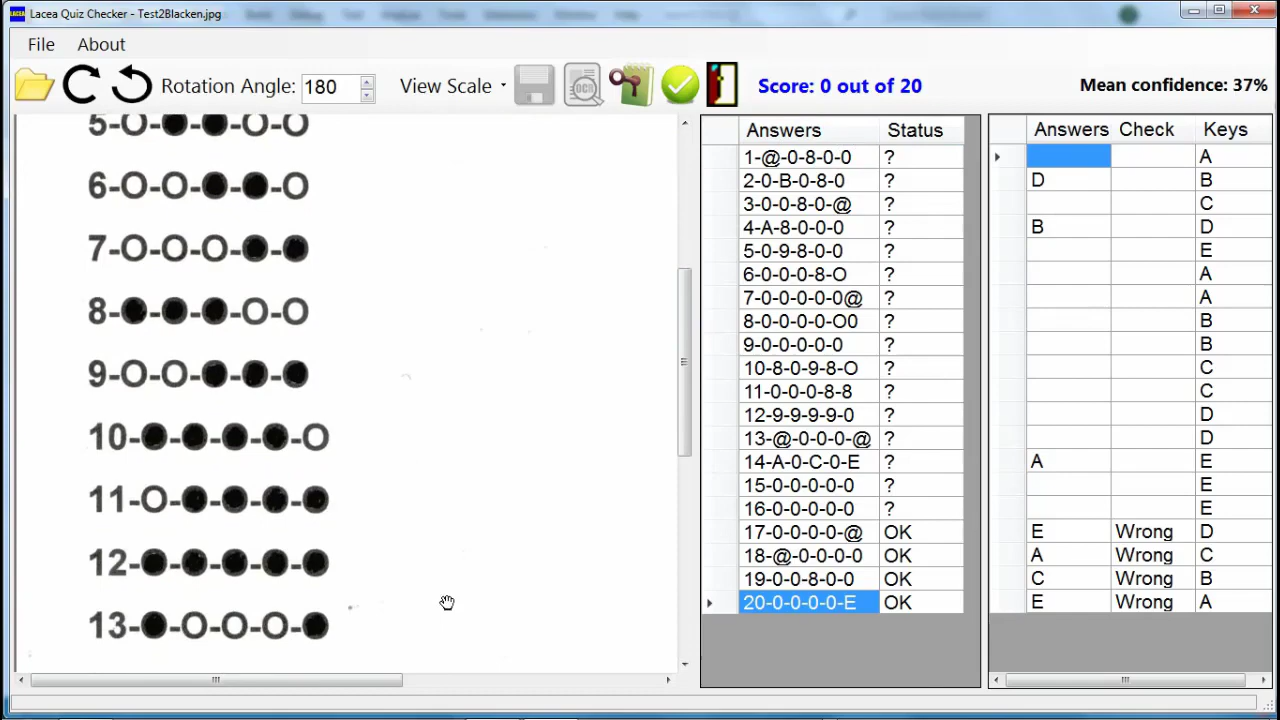 Lacea Quiz Checker - Test2Blacken.jpg
File About
Rotation Angle: 180 View Scale Score: 0 out of 20 Mean confidence: 37%
5-O-●-●-O-O
6-O-O-●-●-O
7-O-O-O-●-●
8-●-●-●-O-O
9-O-O-●-●-●
10-●-●-●-●-O
11-O-●-●-●-●
12-●-●-●-●-●
13-●-O-O-O-●
Answers Status
1-@-0-8-0-0 ?
2-0-B-0-8-0 ?
3-0-0-8-0-@ ?
4-A-8-0-0-0 ?
5-0-9-8-0-0 ?
6-0-0-0-8-O ?
7-0-0-0-0-0@ ?
8-0-0-0-0-O0 ?
9-0-0-0-0-0 ?
10-8-0-9-8-O ?
11-0-0-0-8-8 ?
12-9-9-9-9-0 ?
13-@-0-0-0-@ ?
14-A-0-C-0-E ?
15-0-0-0-0-0 ?
16-0-0-0-0-0 ?
17-0-0-0-0-@ OK
18-@-0-0-0-0 OK
19-0-0-8-0-0 OK
20-0-0-0-0-E OK
Answers Check Keys
A
D B
C
B D
E
A
A
B
B
C
C
D
D
A E
E
E
E Wrong D
A Wrong C
C Wrong B
E Wrong A